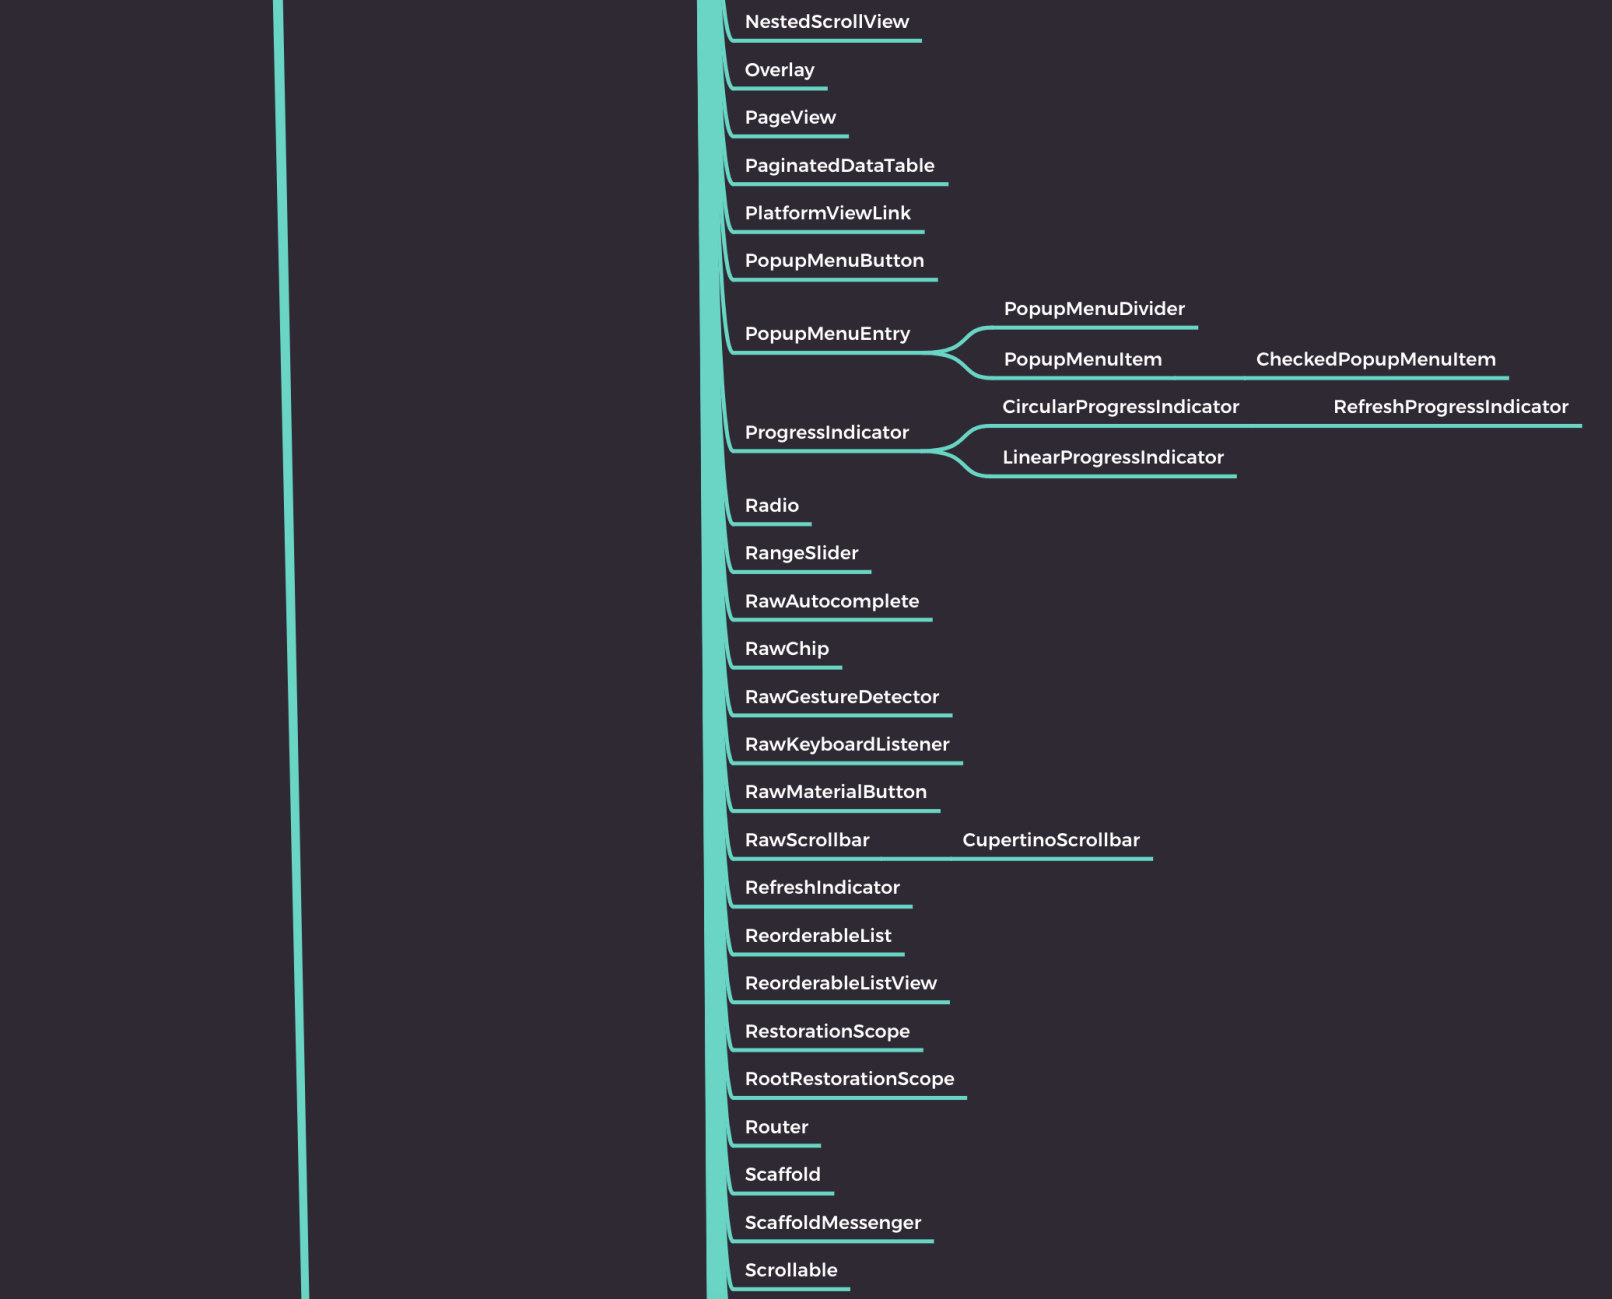 NestedScrollView
Overlay
PageView
PaginatedDataTable
PlatformViewLink
PopupMenuButton
PopupMenuEntry
PopupMenuDivider
PopupMenuItem
CheckedPopupMenuItem
ProgressIndicator
CircularProgressIndicator
RefreshProgressIndicator
LinearProgressIndicator
Radio
RangeSlider
RawAutocomplete
RawChip
RawGestureDetector
RawKeyboardListener
RawMaterialButton
RawScrollbar
CupertinoScrollbar
RefreshIndicator
ReorderableList
ReorderableListView
RestorationScope
RootRestorationScope
Router
Scaffold
ScaffoldMessenger
Scrollable